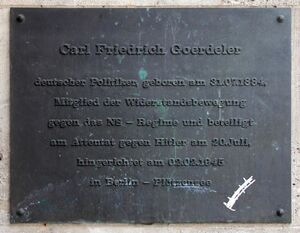 Carl Friedrich Goerdeler
deutscher Politiker, geboren am 31.07.1884,
Mitglied der Widerstandsbewegung
gegen das NS – Regime und beteiligt
am Attentat gegen Hitler am 20.Juli,
hingerichtet am 02.02.1945
in Berlin – Plötzensee